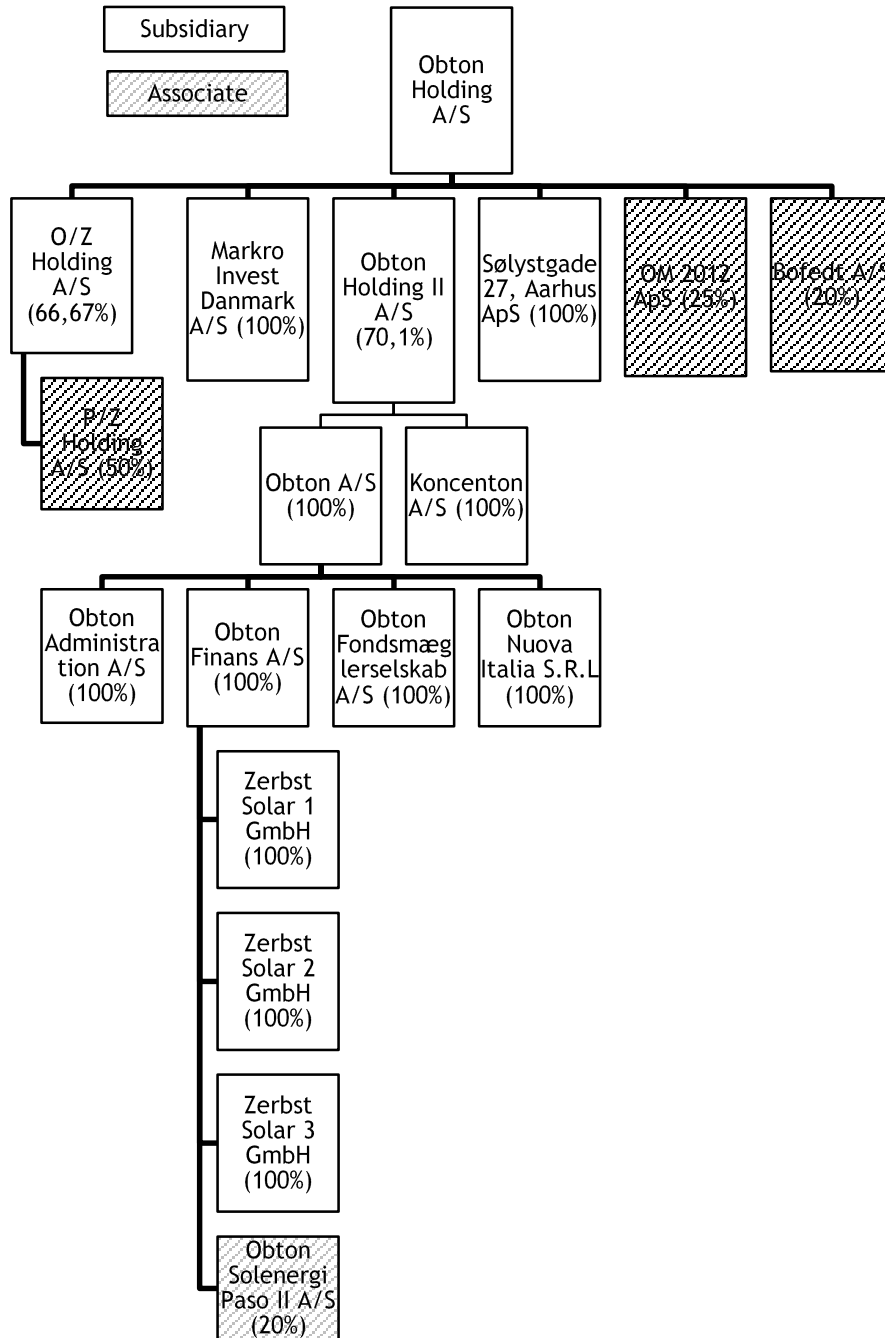 Subsidiary
Associate
Obton
Holding
A/S
O/Z
Holding
A/S
(66,67%)
Markro
Invest
Danmark
A/S (100%)
Obton
Holding II
A/S
(70,1%)
Sølystgade
27, Aarhus
ApS (100%)
OM 2012
ApS (25%)
Bofedt A/S
(20%)
P/Z
Holding
A/S (50%)
Obton A/S
(100%)
Koncenton
A/S (100%)
Obton
Administra
tion A/S
(100%)
Obton
Finans A/S
(100%)
Obton
Fondsmæg
lerselskab
A/S (100%)
Obton
Nuova
Italia S.R.L
(100%)
Zerbst
Solar 1
GmbH
(100%)
Zerbst
Solar 2
GmbH
(100%)
Zerbst
Solar 3
GmbH
(100%)
Obton
Solenergi
Paso II A/S
(20%)